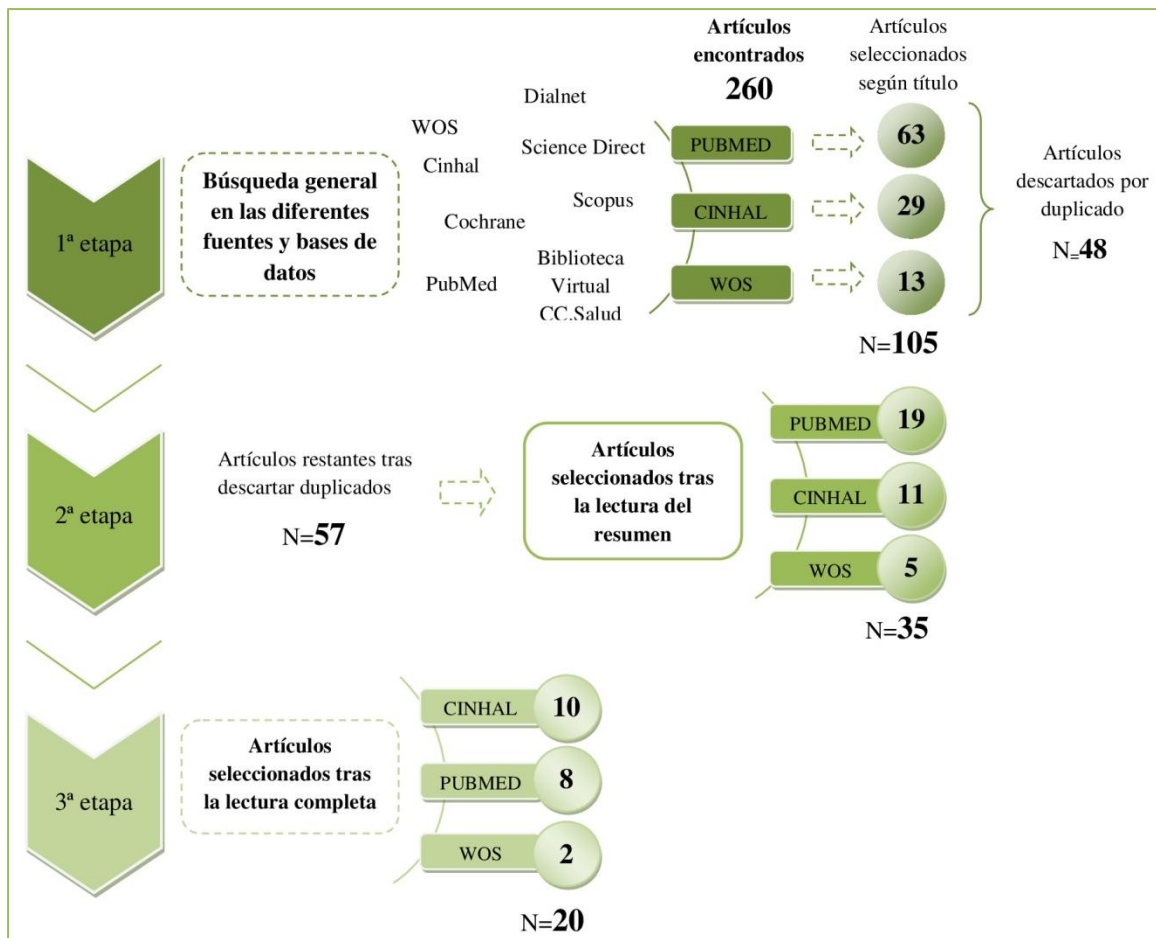 1ª etapa
Búsqueda general
en las diferentes
fuentes y bases de
datos
Dialnet
WOS
Science Direct
Cinhal
Scopus
Cochrane
Biblioteca
Virtual
CC.Salud
PubMed
Artículos
encontrados
260
PUBMED
CINHAL
WOS
Artículos
seleccionados
según título
63
29
13
N=105
Artículos
descartados por
duplicado
N=48
2ª etapa
Artículos restantes tras
descartar duplicados
N=57
Artículos
seleccionados tras
la lectura del
resumen
PUBMED 19
CINHAL 11
WOS 5
N=35
3ª etapa
Artículos
seleccionados tras
la lectura completa
CINHAL 10
PUBMED 8
WOS 2
N=20